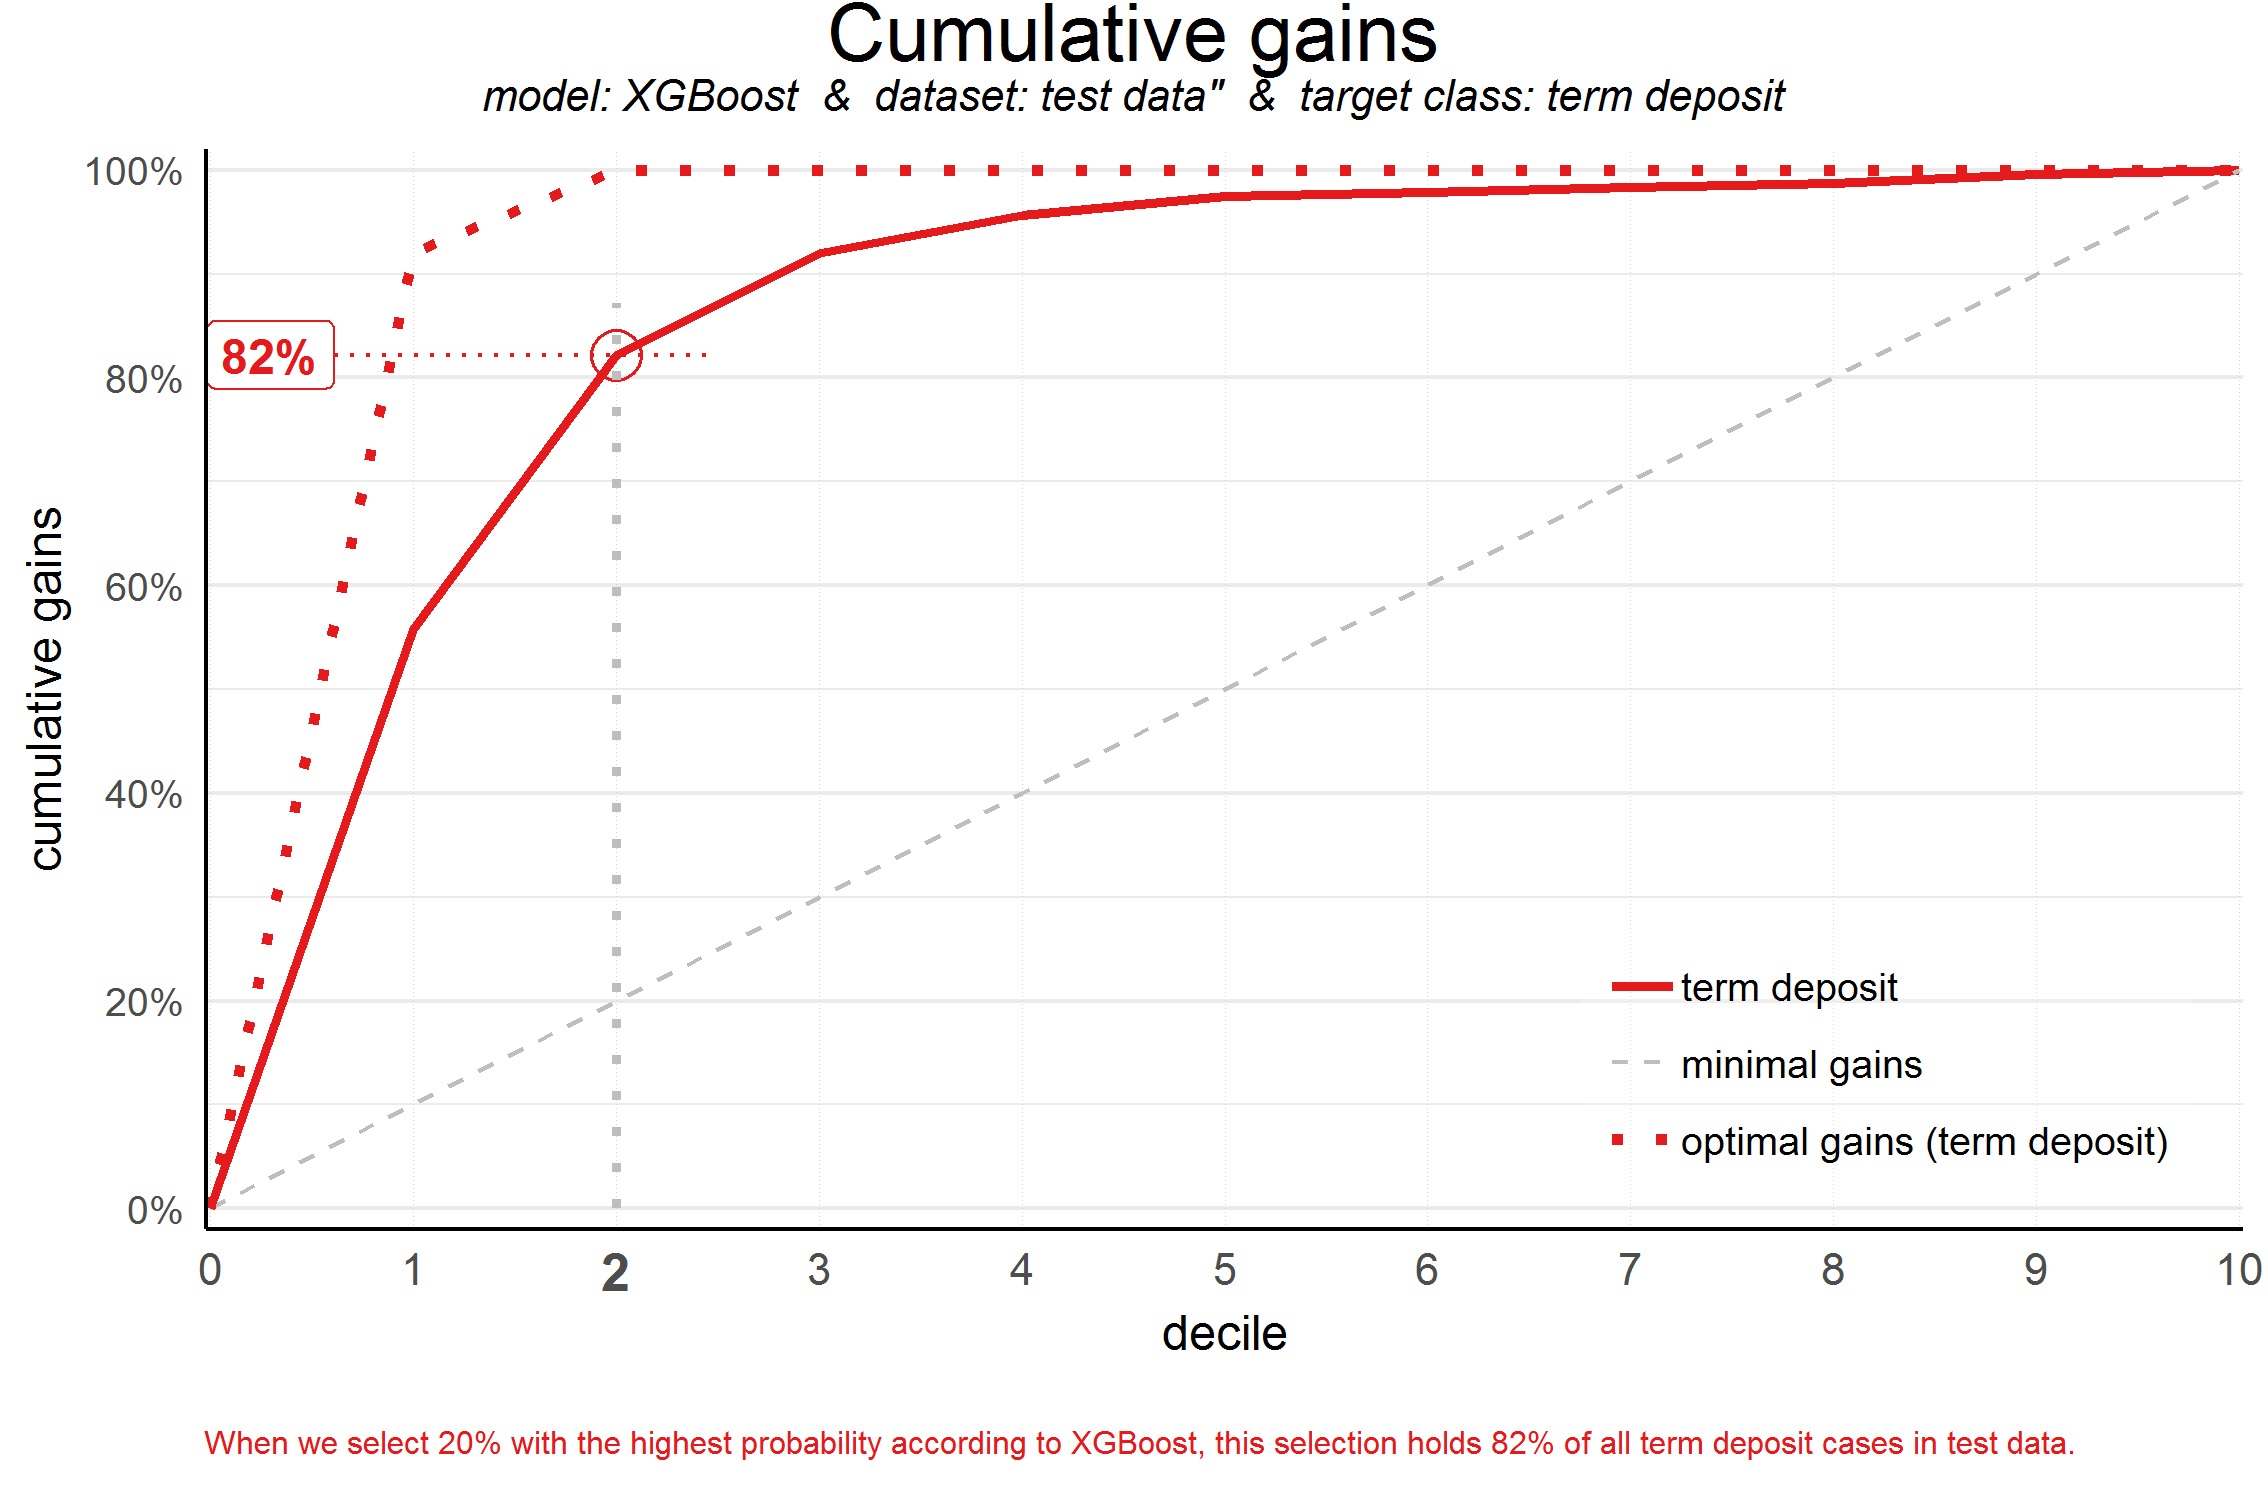 Cumulative gains
model: XGBoost & dataset: test data" & target class: term deposit
100%
82%
80%
60%
40%
20%
0%
cumulative gains
term deposit
minimal gains
optimal gains (term deposit)
0 1 2 3 4 5 6 7 8 9 10
decile
When we select 20% with the highest probability according to XGBoost, this selection holds 82% of all term deposit cases in test data.